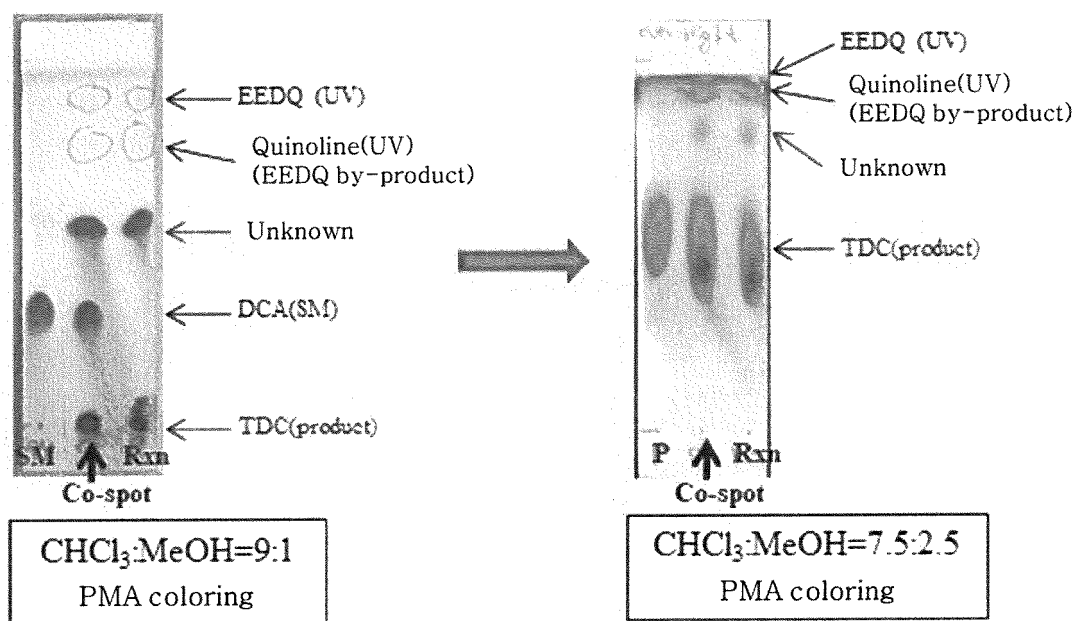 EEDQ (UV)
Quinoline(UV)
(EEDQ by-product)
Unknown
DCA(SM)
TDC(product)
SM
Rxn
Co-spot
CHCl₃:MeOH=9:1
PMA coloring
EEDQ (UV)
Quinoline(UV)
(EEDQ by-product)
Unknown
TDC(product)
P
Rxn
Co-spot
CHCl₃:MeOH=7.5:2.5
PMA coloring